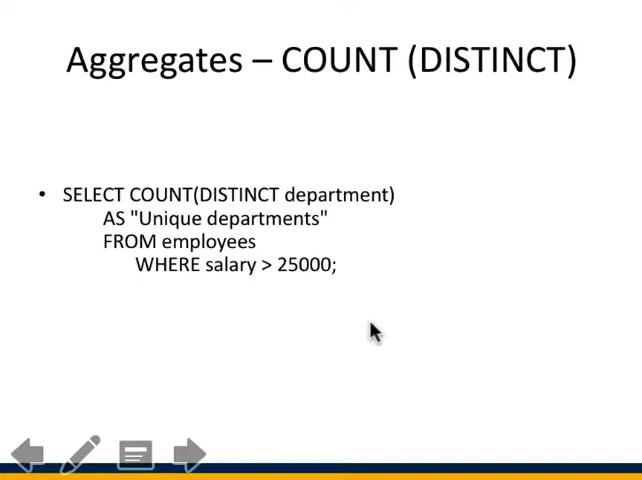 Aggregates – COUNT (DISTINCT)
• SELECT COUNT(DISTINCT department)
AS "Unique departments"
FROM employees
WHERE salary > 25000;